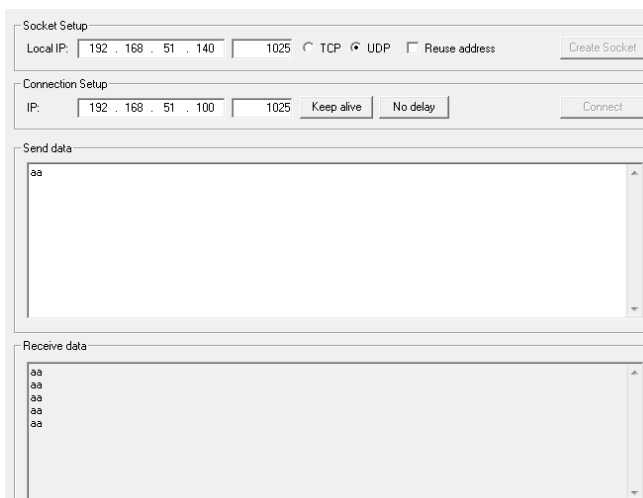 Socket Setup
Local IP: 192 . 168 . 51 . 140 1025 TCP UDP Reuse address Create Socket
Connection Setup
IP: 192 . 168 . 51 . 100 1025 Keep alive No delay Connect
Send data
aa
Receive data
aa
aa
aa
aa
aa